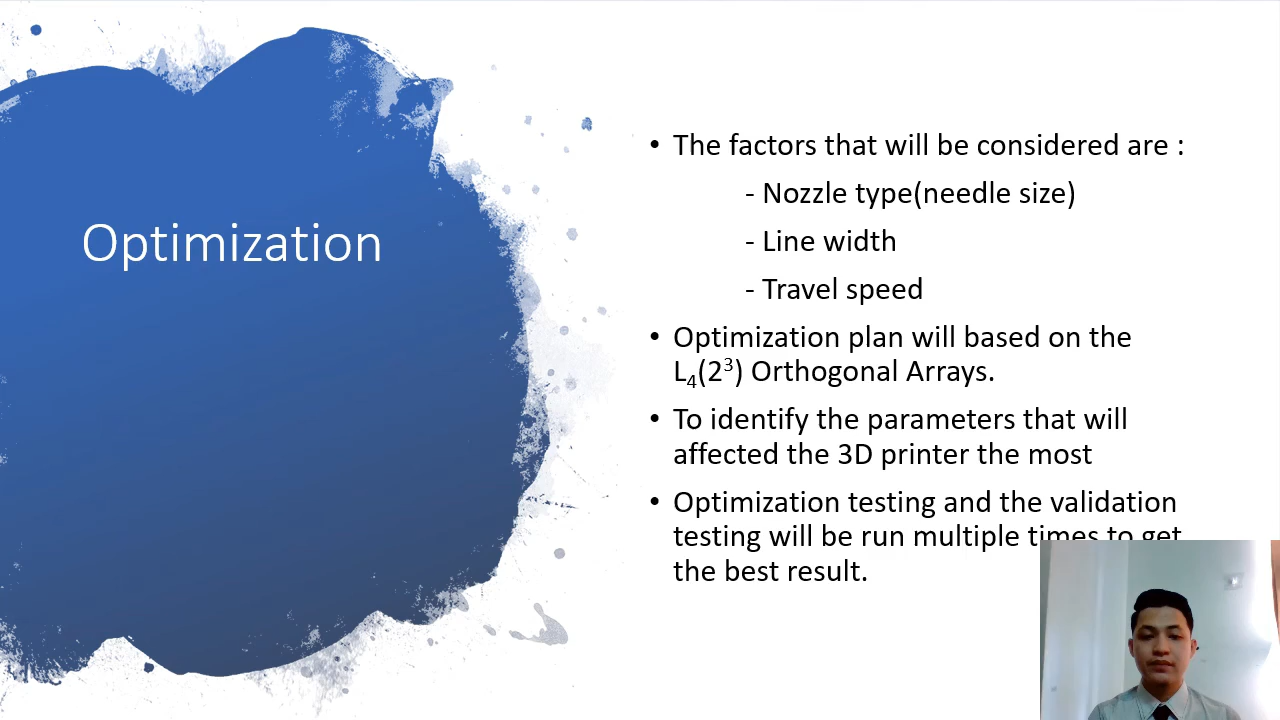 Optimization
• The factors that will be considered are :
- Nozzle type(needle size)
- Line width
- Travel speed
• Optimization plan will based on the
L₄(2³) Orthogonal Arrays.
• To identify the parameters that will
affected the 3D printer the most
• Optimization testing and the validation
testing will be run multiple times to get
the best result.